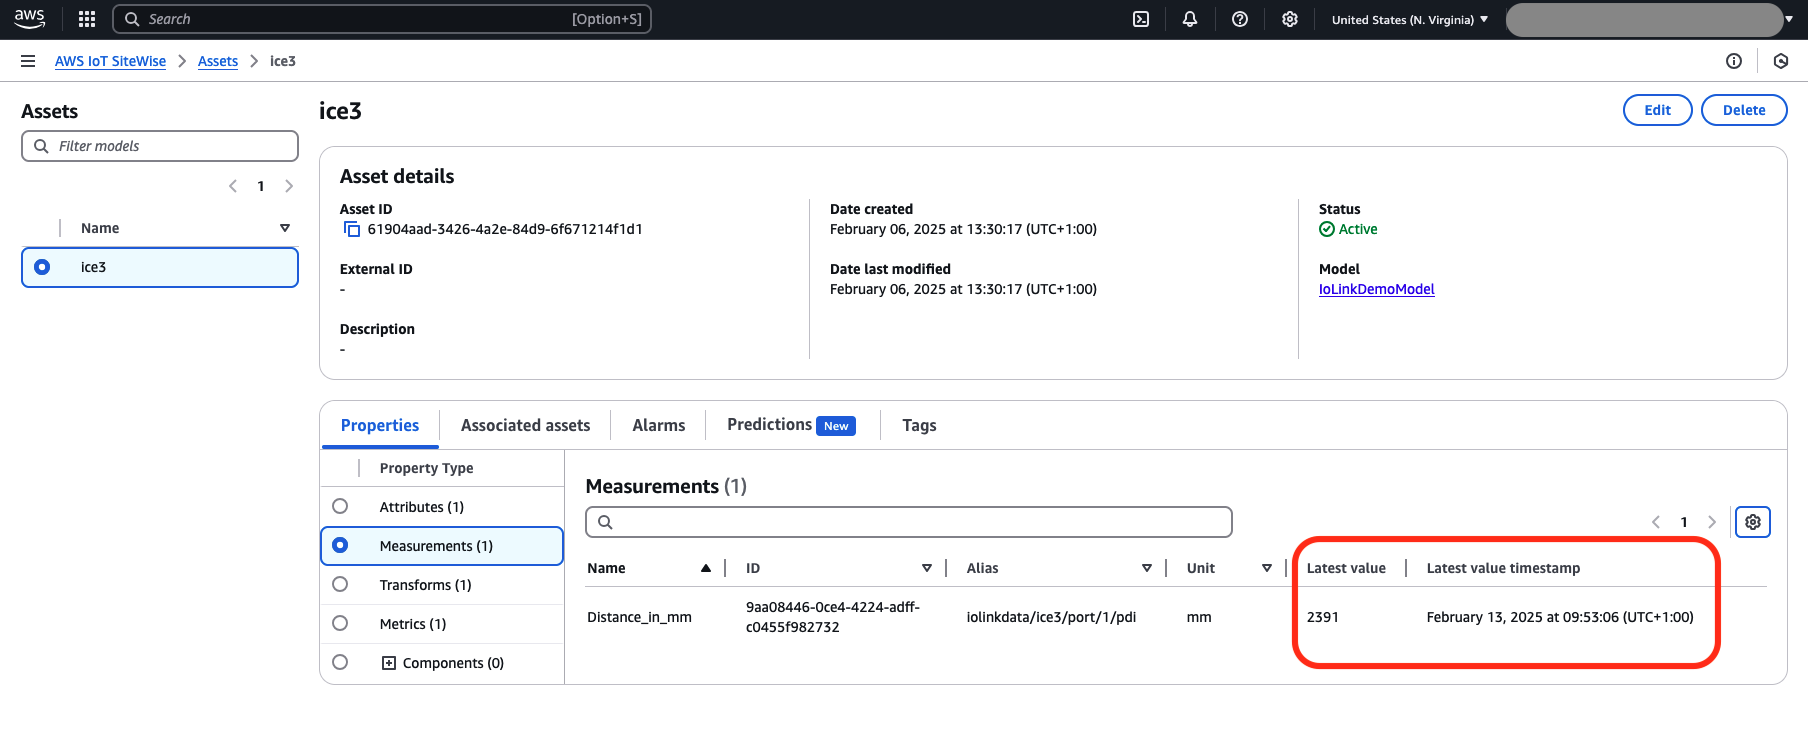 aws
Search [Option+S]
United States (N. Virginia)
AWS IoT SiteWise > Assets > ice3
Assets
Filter models
1
Name
ice3
ice3
Edit
Delete
Asset details
Asset ID
61904aad-3426-4a2e-84d9-6f671214f1d1
External ID
-
Description
-
Date created
February 06, 2025 at 13:30:17 (UTC+1:00)
Date last modified
February 06, 2025 at 13:30:17 (UTC+1:00)
Status
Active
Model
IoLinkDemoModel
Properties Associated assets Alarms Predictions New Tags
Property Type
Attributes (1)
Measurements (1)
Transforms (1)
Metrics (1)
Components (0)
Measurements (1)
1
Name ID Alias Unit Latest value Latest value timestamp
Distance_in_mm 9aa08446-0ce4-4224-adff-c0455f982732 iolinkdata/ice3/port/1/pdi mm 2391 February 13, 2025 at 09:53:06 (UTC+1:00)